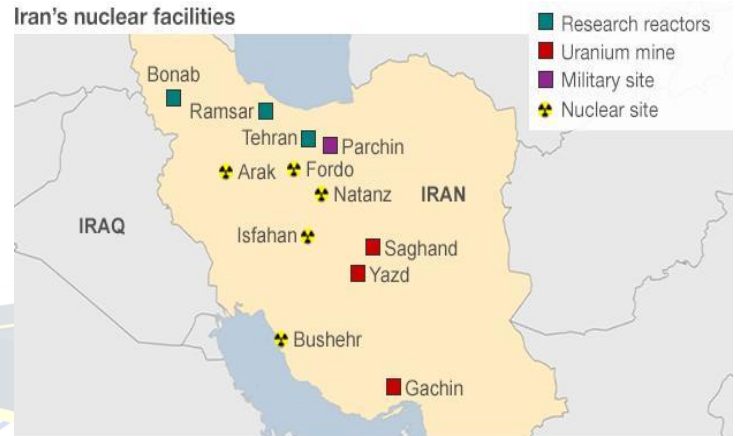 Iran's nuclear facilities
Research reactors
Uranium mine
Military site
Nuclear site
Bonab
Ramsar
Tehran
Parchin
Arak
Fordo
Natanz
IRAN
IRAQ
Isfahan
Saghand
Yazd
Bushehr
Gachin